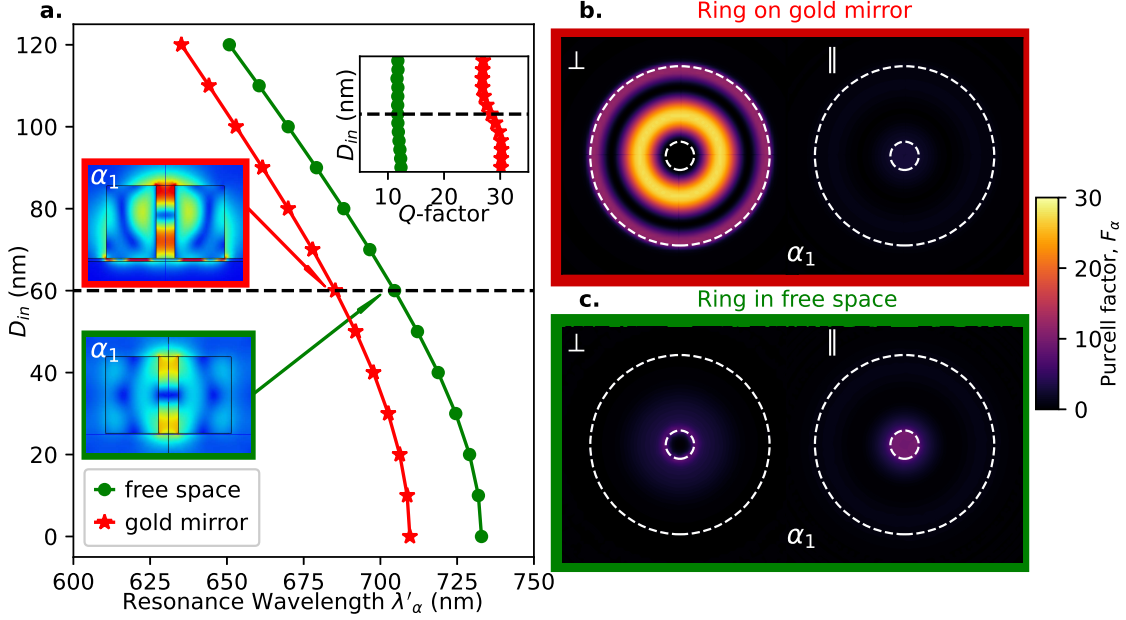 a.
120
100
80
60
40
20
0
D_in (nm)
600 625 650 675 700 725 750
Resonance Wavelength λ'_α (nm)
α₁
α₁
free space
gold mirror
D_in (nm)
10 20 30
Q-factor
b. Ring on gold mirror
⊥ ∥
α₁
c. Ring in free space
⊥ ∥
α₁
30
20
10
0
Purcell factor, F_α